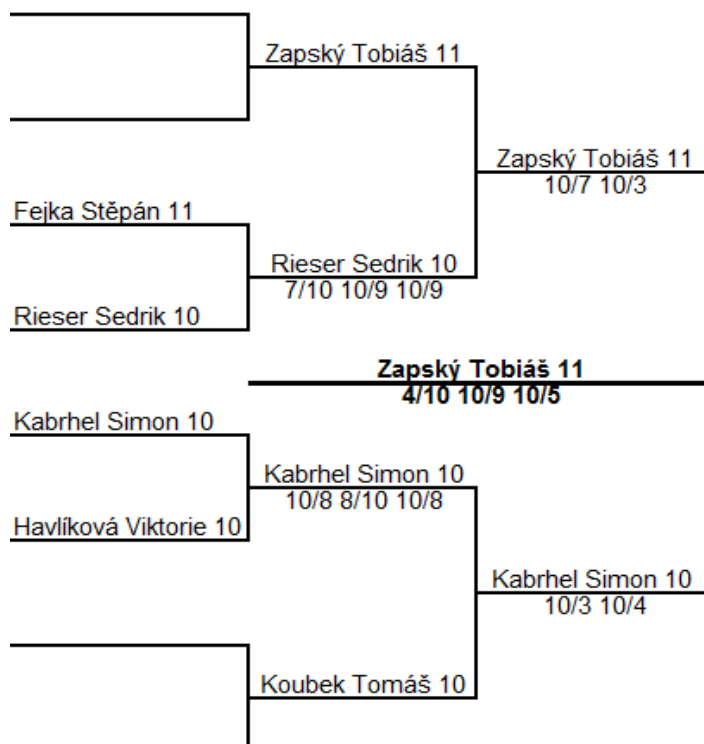 Zapský Tobiáš 11
Zapský Tobiáš 11
10/7 10/3
Fejka Stěpán 11
Rieser Sedrik 10
7/10 10/9 10/9
Rieser Sedrik 10
Zapský Tobiáš 11
4/10 10/9 10/5
Kabrhel Simon 10
Kabrhel Simon 10
10/8 8/10 10/8
Havlíková Viktorie 10
Kabrhel Simon 10
10/3 10/4
Koubek Tomáš 10